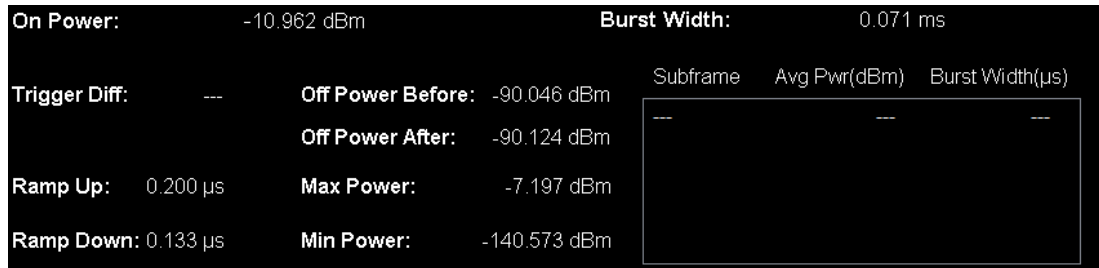 On Power: -10.962 dBm Burst Width: 0.071 ms
Subframe Avg Pwr(dBm) Burst Width(µs)
Trigger Diff: --- Off Power Before: -90.046 dBm
--- --- ---
Off Power After: -90.124 dBm
Ramp Up: 0.200 µs Max Power: -7.197 dBm
Ramp Down: 0.133 µs Min Power: -140.573 dBm